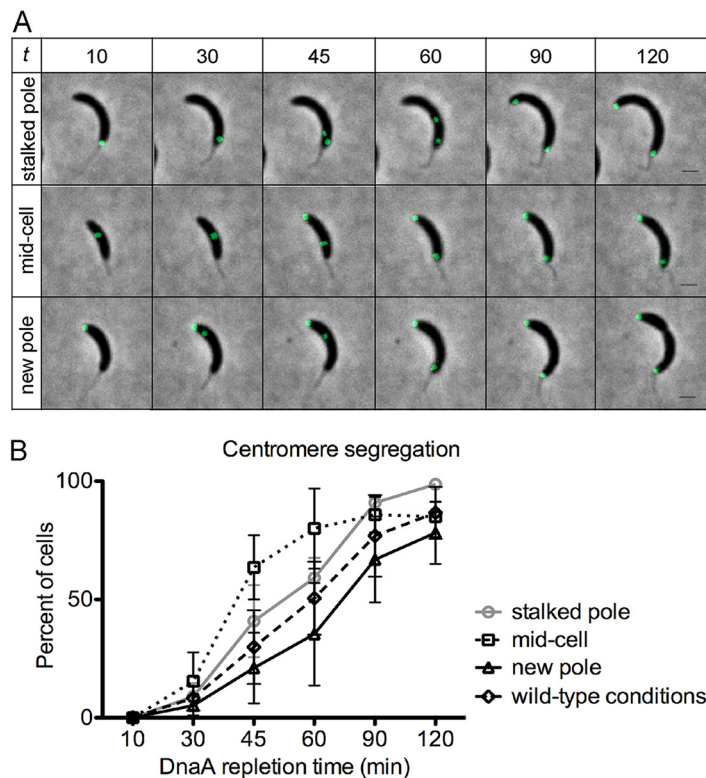 A
t 10 30 45 60 90 120
stalked pole
mid-cell
new pole
B
Centromere segregation
100
50
0
Percent of cells
10 30 45 60 90 120
DnaA repletion time (min)
stalked pole
mid-cell
new pole
wild-type conditions